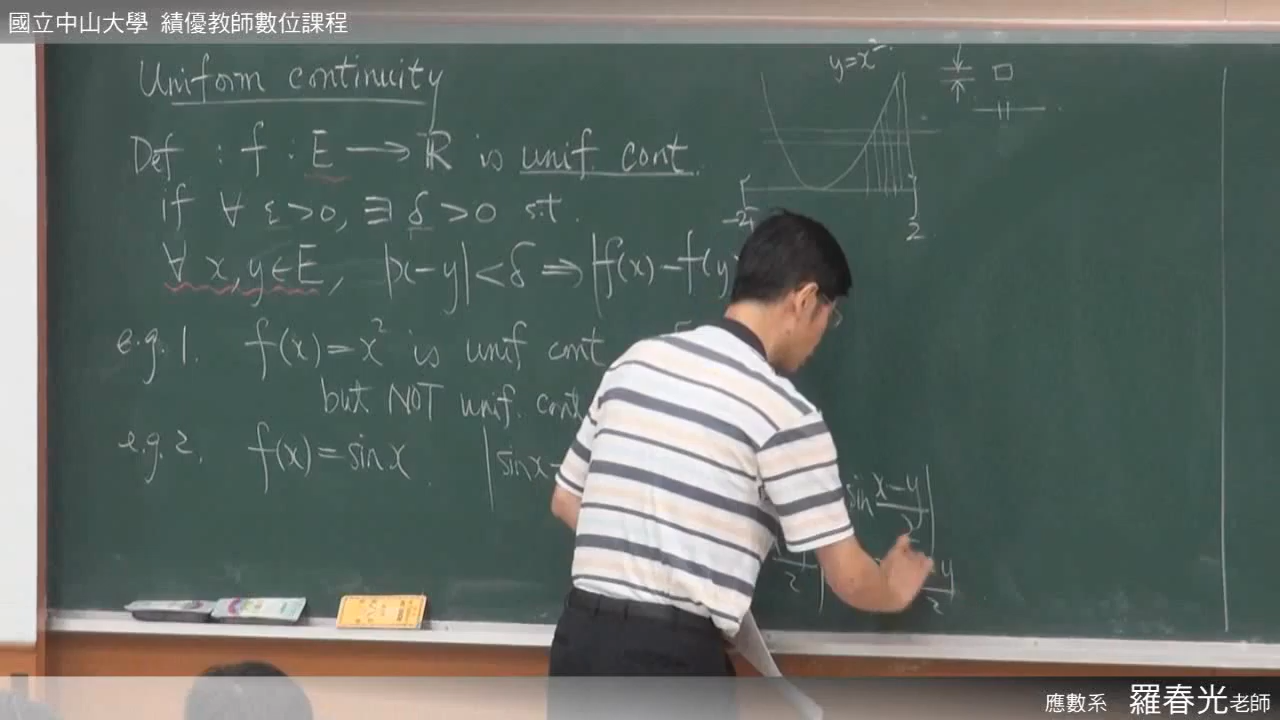 國立中山大學 績優教師數位課程
Uniform continuity
Def : f : E → R is unif. cont.
if ∀ ε>0, ∃ δ>0 s.t.
∀ x,y∈E, |x-y|<δ ⇒ |f(x)-f(y
e.g. 1. f(x)=x² is unif cont
but NOT unif. cont
e.g. 2. f(x)=sin x |sin x-
sin x-y/2|
y=x²
-2
2
應數系 羅春光老師